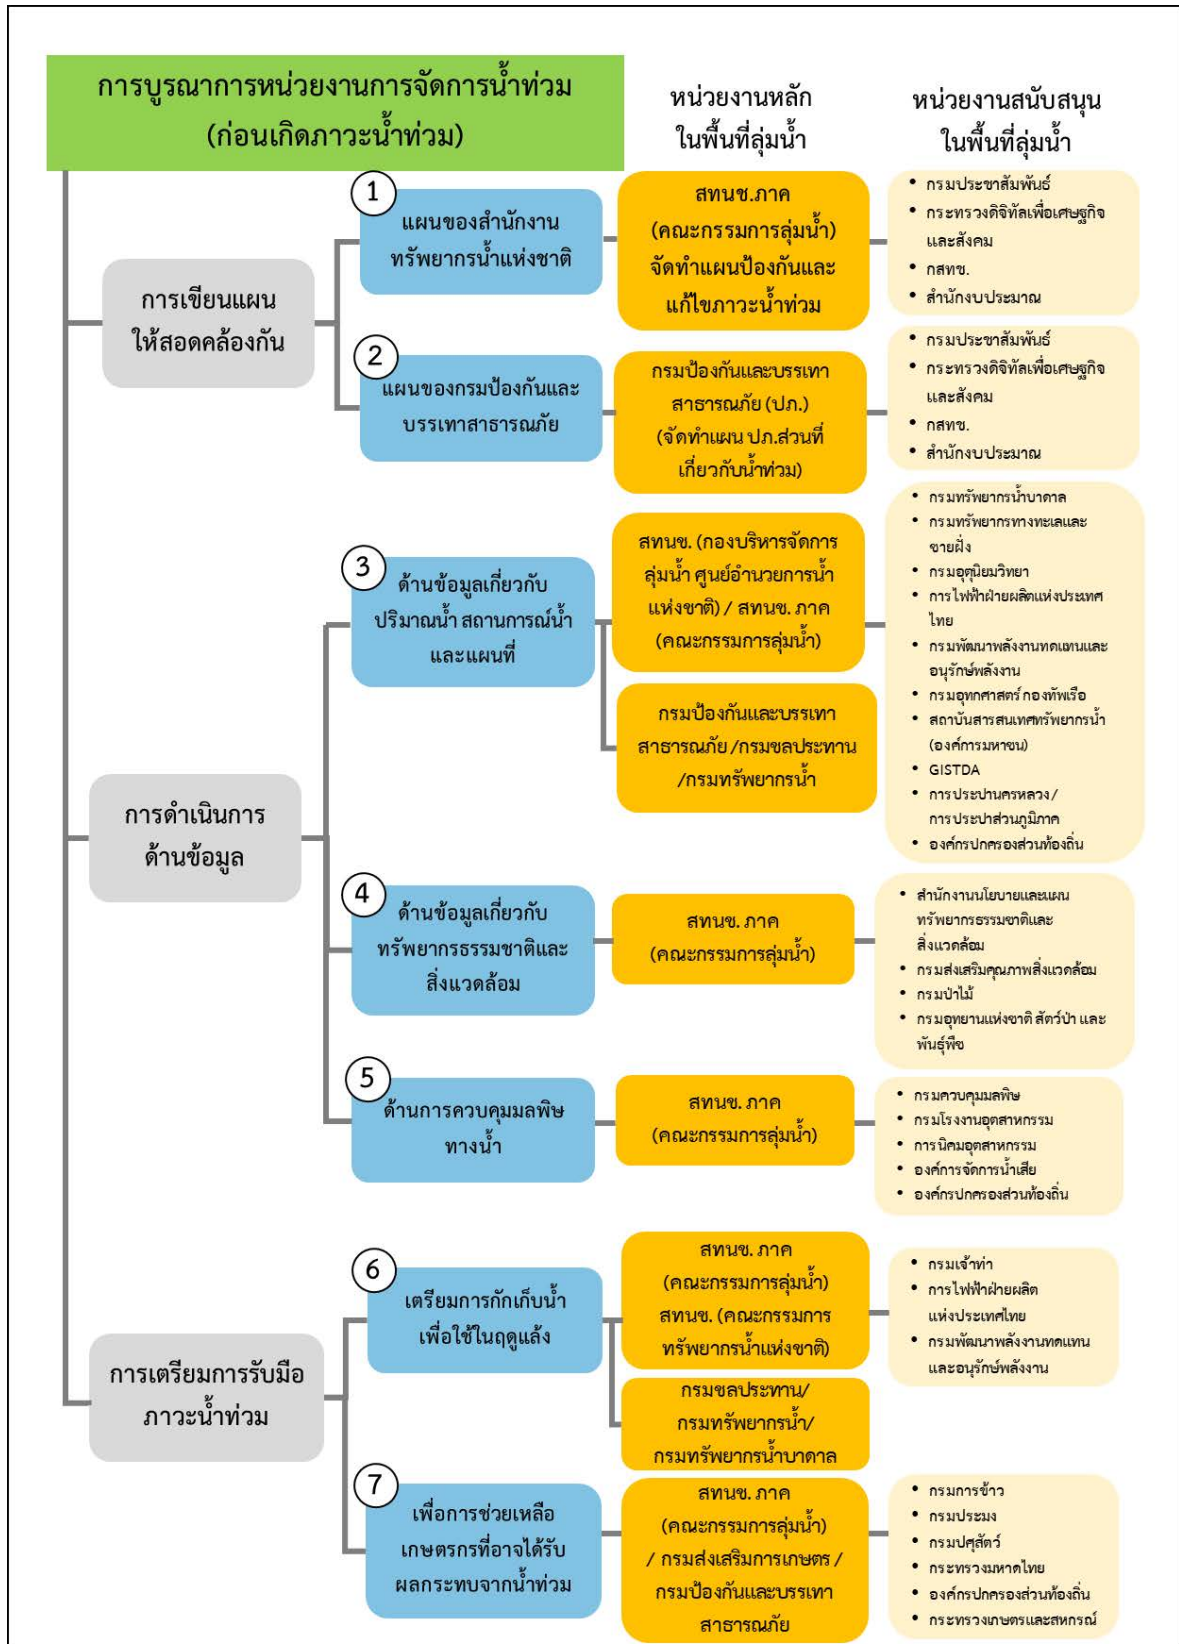 การบูรณาการหน่วยงานการจัดการน้ำท่วม
(ก่อนเกิดภาวะน้ำท่วม)
หน่วยงานหลัก
ในพื้นที่ลุ่มน้ำ
หน่วยงานสนับสนุน
ในพื้นที่ลุ่มน้ำ
การเขียนแผน
ให้สอดคล้องกัน
1
แผนของสำนักงาน
ทรัพยากรน้ำแห่งชาติ
สทนช.ภาค
(คณะกรรมการลุ่มน้ำ)
จัดทำแผนป้องกันและ
แก้ไขภาวะน้ำท่วม
• กรมประชาสัมพันธ์
• กระทรวงดิจิทัลเพื่อเศรษฐกิจ
และสังคม
• กสทช.
• สำนักงบประมาณ
2
แผนของกรมป้องกันและ
บรรเทาสาธารณภัย
กรมป้องกันและบรรเทา
สาธารณภัย (ปภ.)
(จัดทำแผน ปภ.ส่วนที่
เกี่ยวกับน้ำท่วม)
• กรมประชาสัมพันธ์
• กระทรวงดิจิทัลเพื่อเศรษฐกิจ
และสังคม
• กสทช.
• สำนักงบประมาณ
การดำเนินการ
ด้านข้อมูล
3
ด้านข้อมูลเกี่ยวกับ
ปริมาณน้ำ สถานการณ์น้ำ
และแผนที่
สทนช. (กองบริหารจัดการ
ลุ่มน้ำ ศูนย์อำนวยการน้ำ
แห่งชาติ) / สทนช. ภาค
(คณะกรรมการลุ่มน้ำ)
กรมป้องกันและบรรเทา
สาธารณภัย /กรมชลประทาน
/กรมทรัพยากรน้ำ
• กรมทรัพยากรน้ำบาดาล
• กรมทรัพยากรทางทะเลและ
ชายฝั่ง
• กรมอุตุนิยมวิทยา
• การไฟฟ้าฝ่ายผลิตแห่งประเทศ
ไทย
• กรมพัฒนาพลังงานทดแทนและ
อนุรักษ์พลังงาน
• กรมอุทกศาสตร์ กองทัพเรือ
• สถาบันสารสนเทศทรัพยากรน้ำ
(องค์การมหาชน)
• GISTDA
• การประปานครหลวง /
การประปาส่วนภูมิภาค
• องค์กรปกครองส่วนท้องถิ่น
4
ด้านข้อมูลเกี่ยวกับ
ทรัพยากรธรรมชาติและ
สิ่งแวดล้อม
สทนช. ภาค
(คณะกรรมการลุ่มน้ำ)
• สำนักงานนโยบายและแผน
ทรัพยากรธรรมชาติและ
สิ่งแวดล้อม
• กรมส่งเสริมคุณภาพสิ่งแวดล้อม
• กรมป่าไม้
• กรมอุทยานแห่งชาติ สัตว์ป่า และ
พันธุ์พืช
5
ด้านการควบคุมมลพิษ
ทางน้ำ
สทนช. ภาค
(คณะกรรมการลุ่มน้ำ)
• กรมควบคุมมลพิษ
• กรมโรงงานอุตสาหกรรม
• การนิคมอุตสาหกรรม
• องค์การจัดการน้ำเสีย
• องค์กรปกครองส่วนท้องถิ่น
การเตรียมการรับมือ
ภาวะน้ำท่วม
6
เตรียมการกักเก็บน้ำ
เพื่อใช้ในฤดูแล้ง
สทนช. ภาค
(คณะกรรมการลุ่มน้ำ)
สทนช. (คณะกรรมการ
ทรัพยากรน้ำแห่งชาติ)
กรมชลประทาน/
กรมทรัพยากรน้ำ/
กรมทรัพยากรน้ำบาดาล
• กรมเจ้าท่า
• การไฟฟ้าฝ่ายผลิต
แห่งประเทศไทย
• กรมพัฒนาพลังงานทดแทน
และอนุรักษ์พลังงาน
7
เพื่อการช่วยเหลือ
เกษตรกรที่อาจได้รับ
ผลกระทบจากน้ำท่วม
สทนช. ภาค
(คณะกรรมการลุ่มน้ำ)
/ กรมส่งเสริมการเกษตร /
กรมป้องกันและบรรเทา
สาธารณภัย
• กรมการข้าว
• กรมประมง
• กรมปศุสัตว์
• กระทรวงมหาดไทย
• องค์กรปกครองส่วนท้องถิ่น
• กระทรวงเกษตรและสหกรณ์